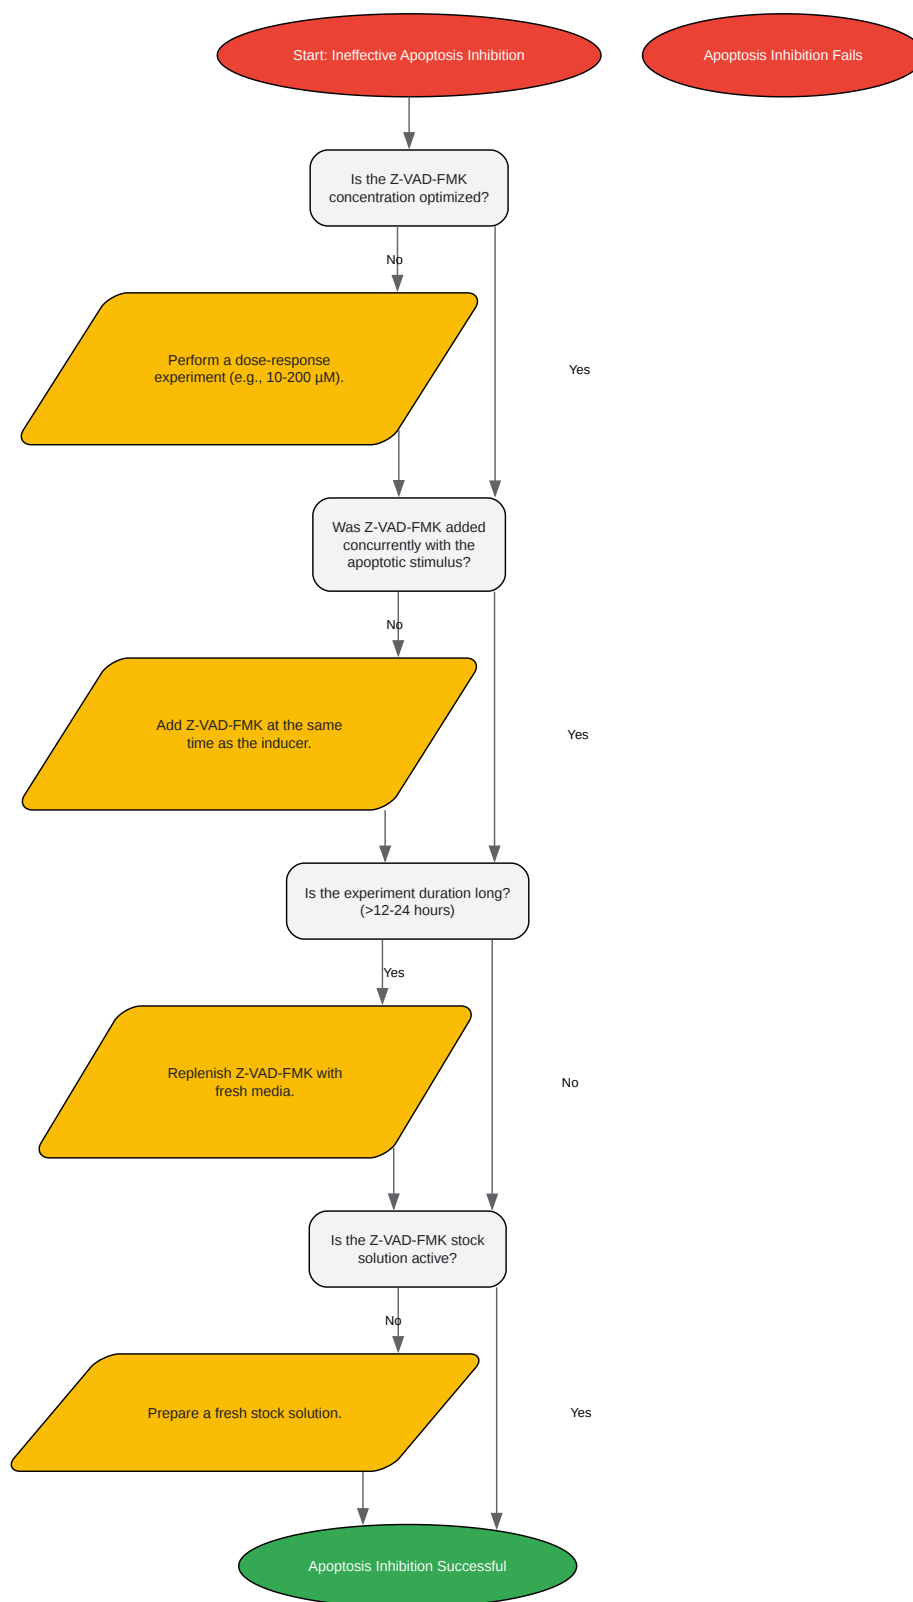 Start: Ineffective Apoptosis Inhibition
Apoptosis Inhibition Fails
Is the Z-VAD-FMK
concentration optimized?
No
Perform a dose-response
experiment (e.g., 10-200 µM).
Yes
Was Z-VAD-FMK added
concurrently with the
apoptotic stimulus?
No
Add Z-VAD-FMK at the same
time as the inducer.
Yes
Is the experiment duration long?
(>12-24 hours)
Yes
Replenish Z-VAD-FMK with
fresh media.
No
Is the Z-VAD-FMK stock
solution active?
No
Prepare a fresh stock solution.
Yes
Apoptosis Inhibition Successful